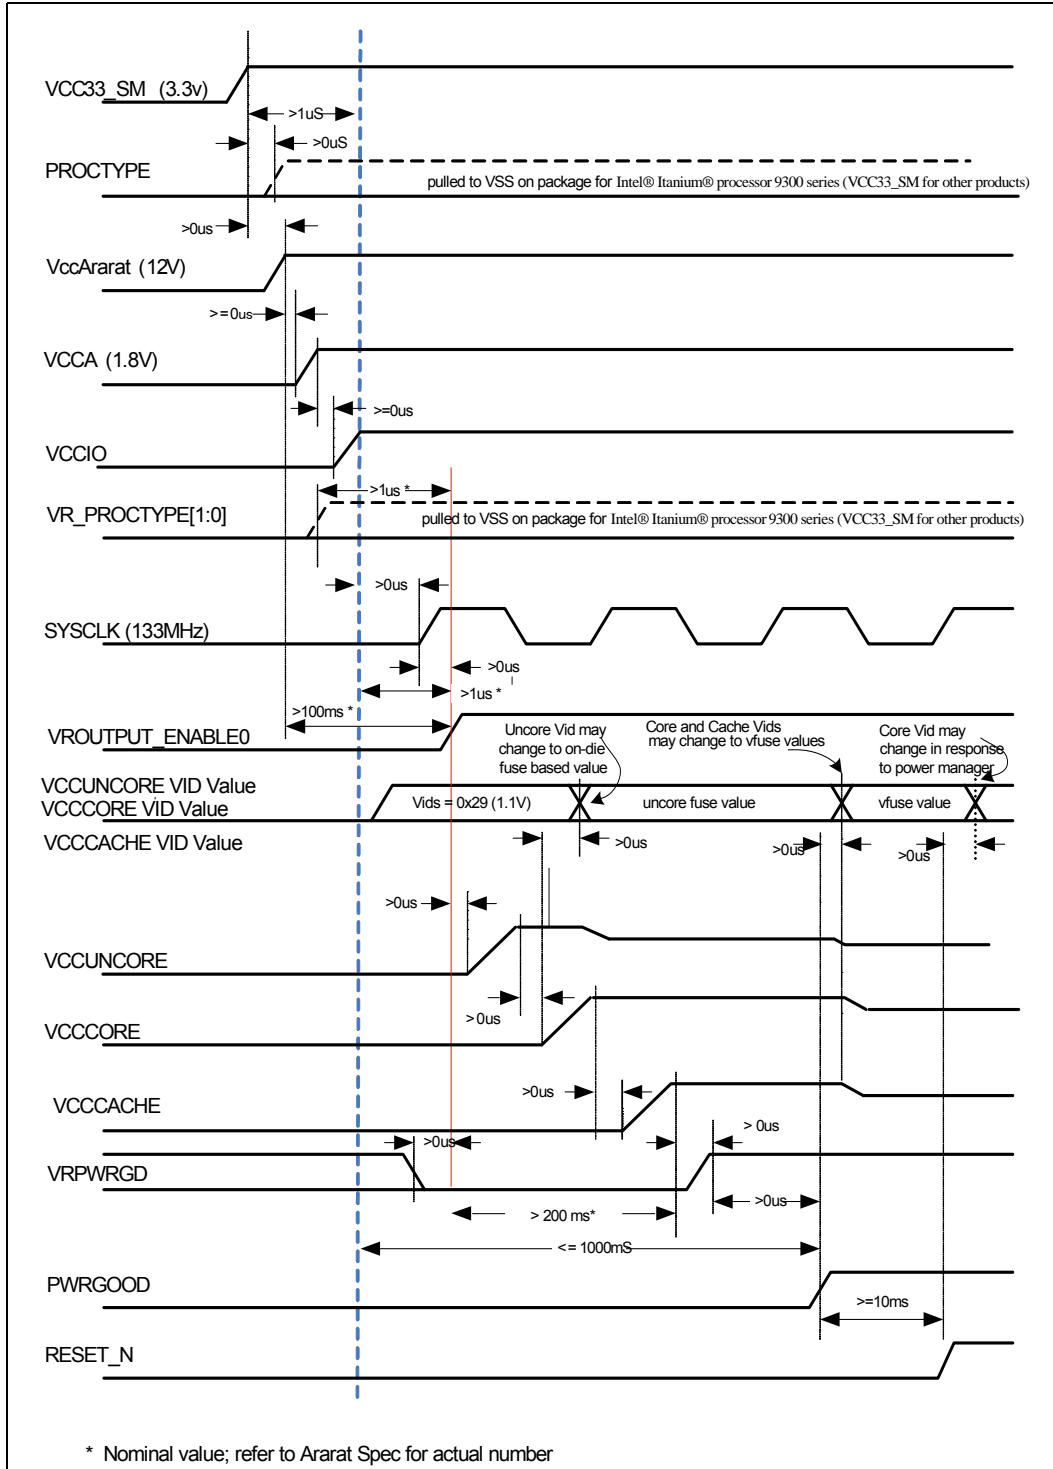 VCC33_SM (3.3v)
>1uS
>0uS
PROCTYPE
pulled to VSS on package for Intel® Itanium® processor 9300 series (VCC33_SM for other products)
>0us
VccArarat (12V)
>=0us
VCCA (1.8V)
>=0us
VCCIO
>1us *
VR_PROCTYPE[1:0]
pulled to VSS on package for Intel® Itanium® processor 9300 series (VCC33_SM for other products)
>0us
SYSCLK (133MHz)
>0us
>1us *
>100ms *
VROUTPUT_ENABLE0
Uncore Vid may
change to on-die
fuse based value
Core and Cache Vids
may change to vfuse values
Core Vid may
change in response
to power manager
VCCUNCORE VID Value
VCCCORE VID Value
VCCCACHE VID Value
Vids = 0x29 (1.1V)
uncore fuse value
vfuse value
>0us
>0us
>0us
>0us
VCCUNCORE
>0us
VCCCORE
>0us
VCCCACHE
>0us
> 0us
VRPWRGD
>0us
> 200 ms*
<= 1000mS
PWRGOOD
>=10ms
RESET_N
* Nominal value; refer to Ararat Spec for actual number